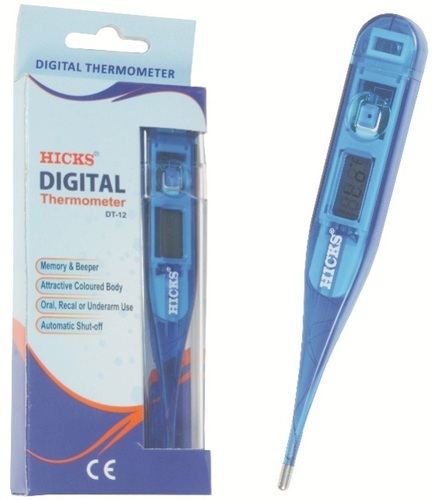 DIGITAL THERMOMETER
HICKS®
DIGITAL
Thermometer
DT-12
Memory & Beeper
Attractive Coloured Body
Oral, Recal or Underarm Use
Automatic Shut-off
CE
HICKS®
HICKS®